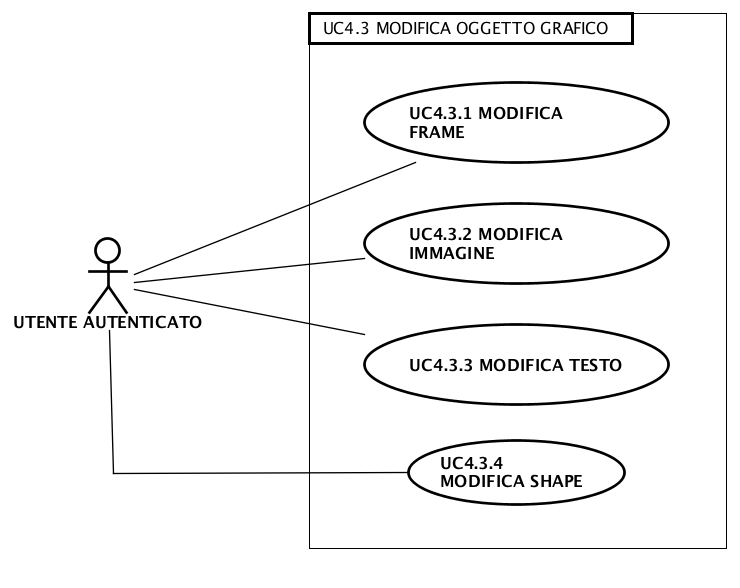 UC4.3 MODIFICA OGGETTO GRAFICO
UC4.3.1 MODIFICA
FRAME
UC4.3.2 MODIFICA
IMMAGINE
UTENTE AUTENTICATO
UC4.3.3 MODIFICA TESTO
UC4.3.4
MODIFICA SHAPE